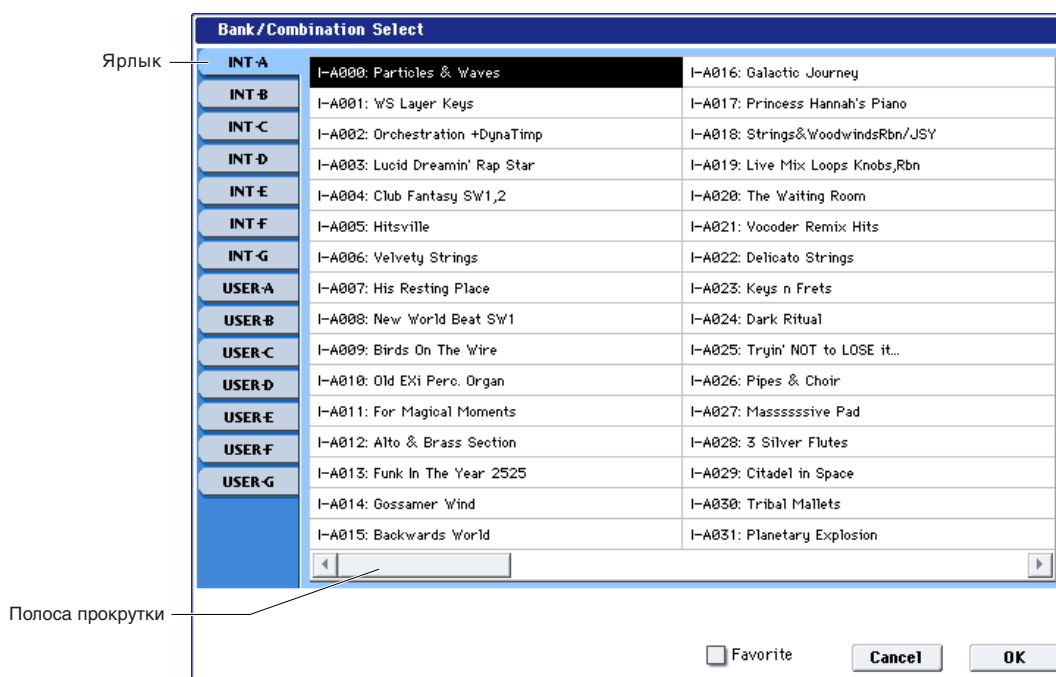 Bank/Combination Select
Ярлык
INT-A
INT-B
INT-C
INT-D
INT-E
INT-F
INT-G
USER-A
USER-B
USER-C
USER-D
USER-E
USER-F
USER-G
I-A000: Particles & Waves
I-A001: WS Layer Keys
I-A002: Orchestration +DynaTimp
I-A003: Lucid Dreamin' Rap Star
I-A004: Club Fantasy SW1,2
I-A005: Hitsville
I-A006: Velvety Strings
I-A007: His Resting Place
I-A008: New World Beat SW1
I-A009: Birds On The Wire
I-A010: Old EXi Perc. Organ
I-A011: For Magical Moments
I-A012: Alto & Brass Section
I-A013: Funk In The Year 2525
I-A014: Gossamer Wind
I-A015: Backwards World
I-A016: Galactic Journey
I-A017: Princess Hannah's Piano
I-A018: Strings&WoodwindsRbn/JSY
I-A019: Live Mix Loops Knobs,Rbn
I-A020: The Waiting Room
I-A021: Vocoder Remix Hits
I-A022: Delicato Strings
I-A023: Keys n Frets
I-A024: Dark Ritual
I-A025: Tryin' NOT to LOSE it...
I-A026: Pipes & Choir
I-A027: Massssssive Pad
I-A028: 3 Silver Flutes
I-A029: Citadel in Space
I-A030: Tribal Mallets
I-A031: Planetary Explosion
Полоса прокрутки
Favorite
Cancel
OK